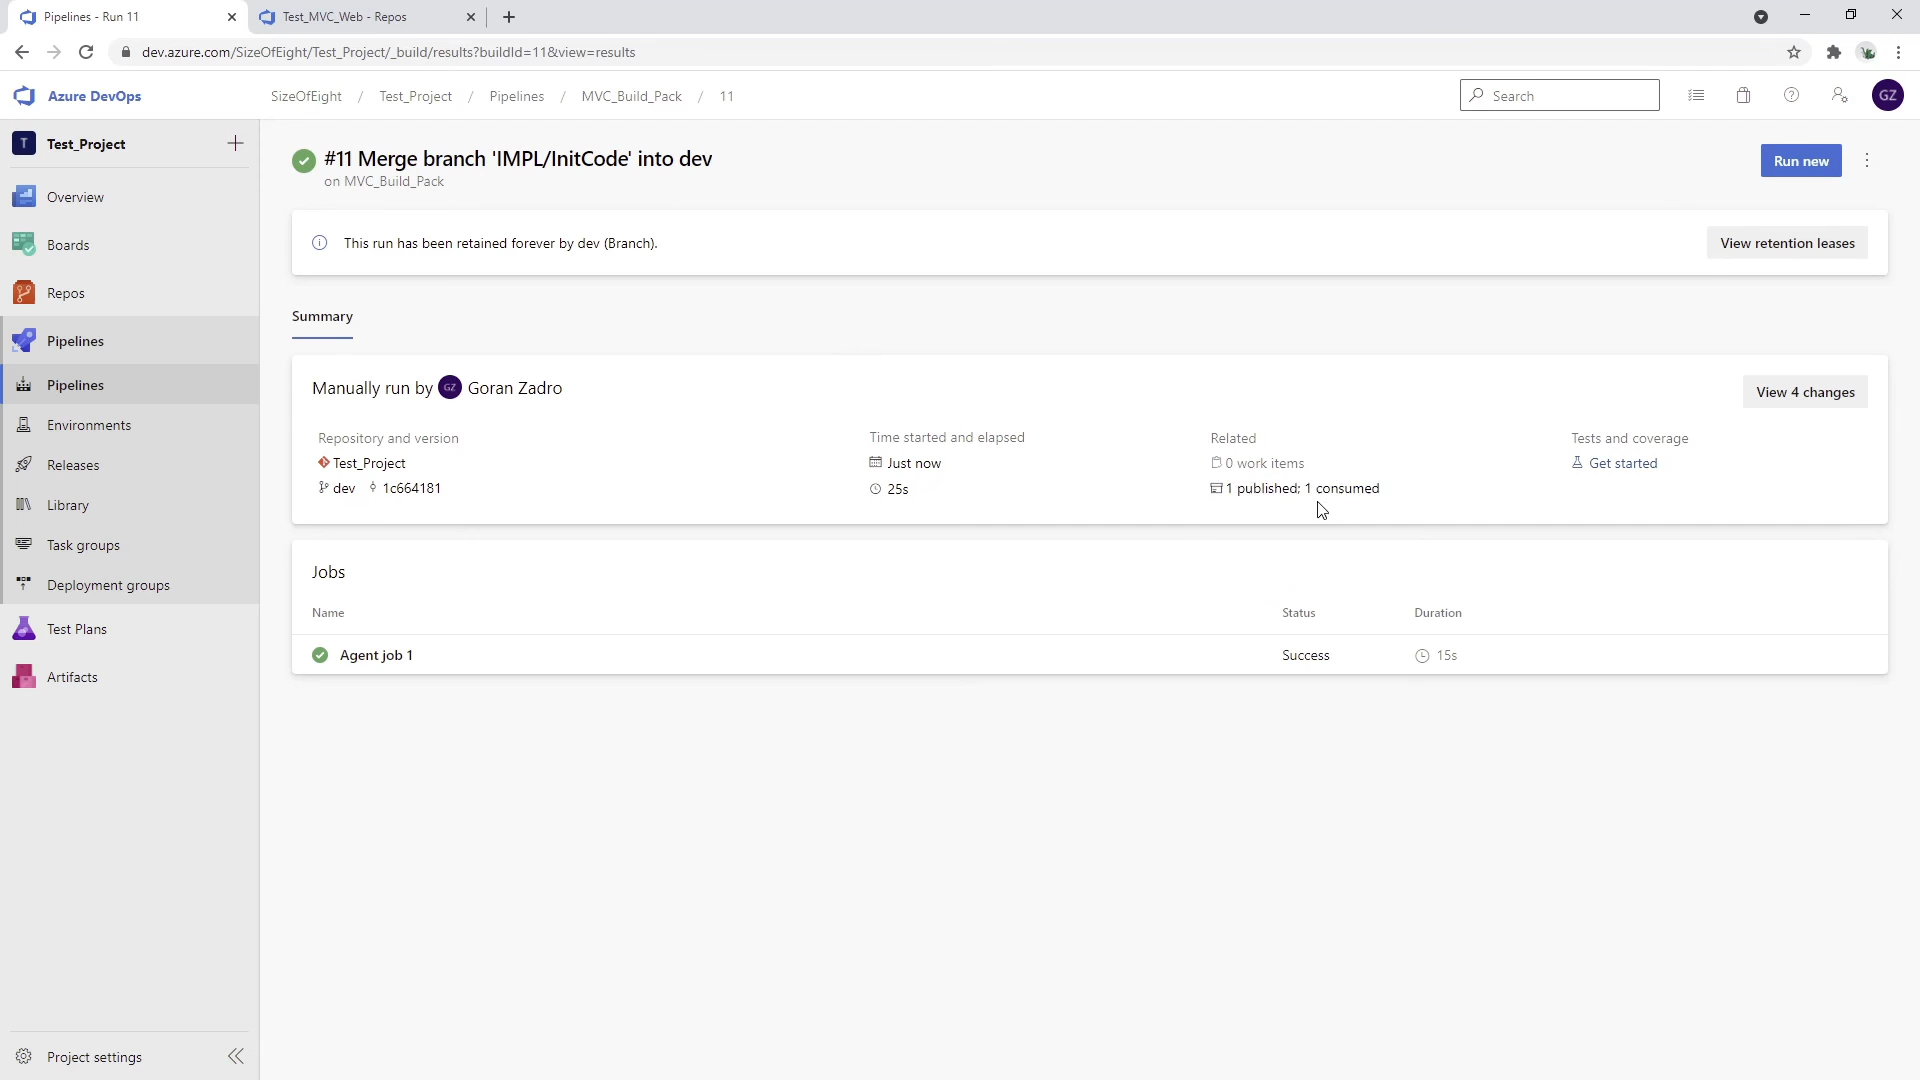 Pipelines - Run 11
Test_MVC_Web - Repos
dev.azure.com/SizeOfEight/Test_Project/_build/results?buildId=11&view=results
Azure DevOps
SizeOfEight / Test_Project / Pipelines / MVC_Build_Pack / 11
Search
GZ
T Test_Project
Overview
Boards
Repos
Pipelines
Pipelines
Environments
Releases
Library
Task groups
Deployment groups
Test Plans
Artifacts
Project settings
#11 Merge branch 'IMPL/InitCode' into dev
on MVC_Build_Pack
Run new
This run has been retained forever by dev (Branch).
View retention leases
Summary
Manually run by GZ Goran Zadro
View 4 changes
Repository and version
Test_Project
dev 1c664181
Time started and elapsed
Just now
25s
Related
0 work items
1 published; 1 consumed
Tests and coverage
Get started
Jobs
Name Status Duration
Agent job 1 Success 15s